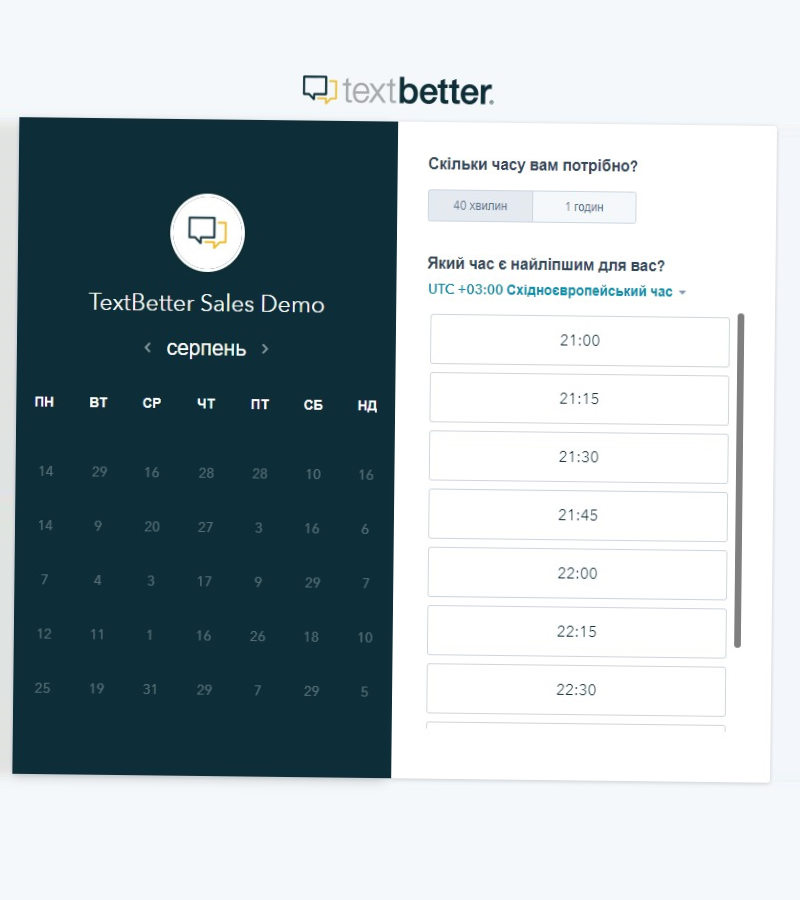 textbetter.
TextBetter Sales Demo
серпень
ПН ВТ СР ЧТ ПТ СБ НД
14 29 16 28 28 10 16
14 9 20 27 3 16 6
7 4 3 17 9 29 7
12 11 1 16 26 18 10
25 19 31 29 7 29 5
Скільки часу вам потрібно?
40 хвилин 1 годин
Який час є найліпшим для вас?
UTC +03:00 Східноєвропейський час
21:00
21:15
21:30
21:45
22:00
22:15
22:30